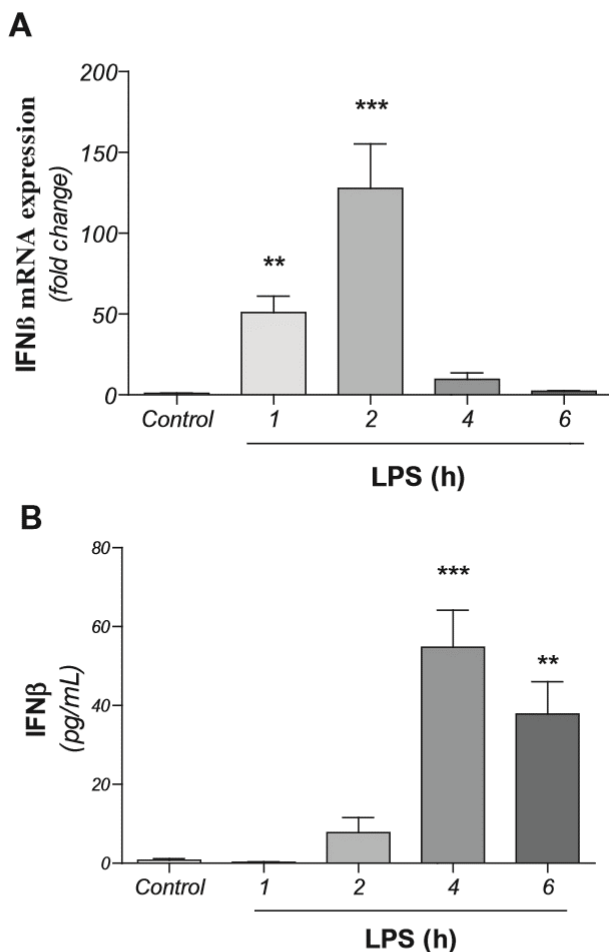 A
IFNß mRNA expression
(fold change)
200
150
100
50
0
**
***
Control 1 2 4 6
LPS (h)
B
IFNβ
(pg/mL)
80
60
40
20
0
***
**
Control 1 2 4 6
LPS (h)